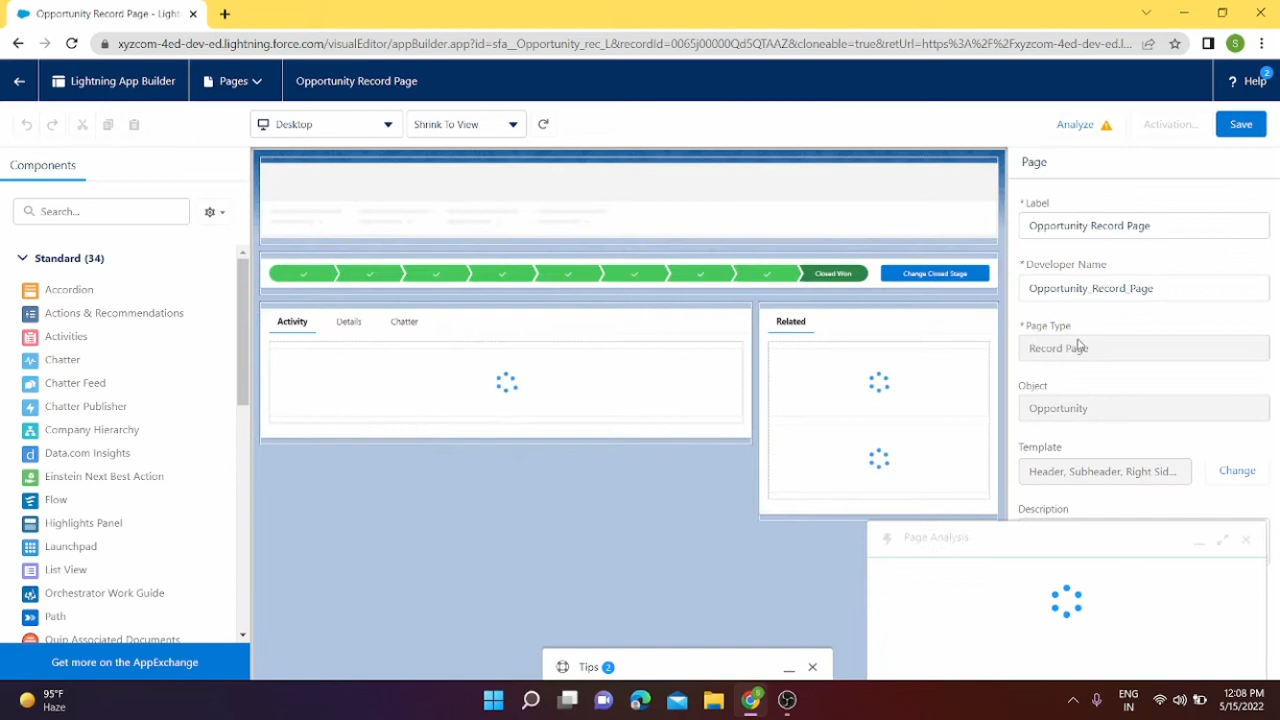 Opportunity Record Page - Light
xyzcom-4ed-dev-ed.lightning.force.com/visualEditor/appBuilder.app?id=sfa__Opportunity_rec_L&recordId=0065j00000Qd5QTAAZ&cloneable=true&retUrl=https%3A%2F%2Fxyzcom-4ed-dev-ed.l...
S
Lightning App Builder
Pages
Opportunity Record Page
? Help
2
Desktop
Shrink To View
Analyze
Activation...
Save
Components
Search...
Standard (34)
Accordion
Actions & Recommendations
Activities
Chatter
Chatter Feed
Chatter Publisher
Company Hierarchy
Data.com Insights
Einstein Next Best Action
Flow
Highlights Panel
Launchpad
List View
Orchestrator Work Guide
Path
Quip Associated Documents
Get more on the AppExchange
Closed Won
Change Closed Stage
Activity
Details
Chatter
Related
Page
* Label
Opportunity Record Page
* Developer Name
Opportunity_Record_Page
* Page Type
Record Page
Object
Opportunity
Template
Header, Subheader, Right Sid...
Change
Description
Page Analysis
Tips 2
95°F
Haze
S
ENG
IN
12:08 PM
5/15/2022